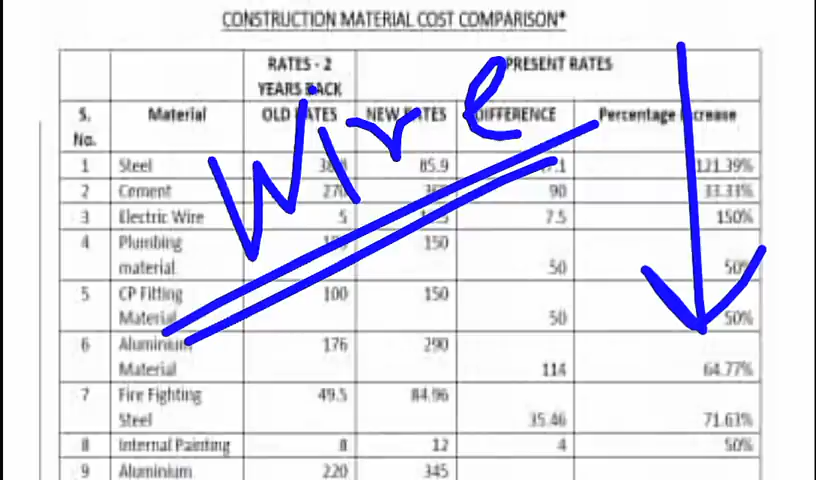 CONSTRUCTION MATERIAL COST COMPARISON*
RATES - 2 YEARS BACK PRESENT RATES
S. No. Material OLD RATES NEW RATES DIFFERENCE Percentage Increase
1 Steel 85.9 121.39%
2 Cement 270 90 33.33%
3 Electric Wire 5 7.5 150%
4 Plumbing material 150 50 50%
5 CP Fitting Material 100 150 50 50%
6 Aluminium Material 176 290 114 64.77%
7 Fire Fighting Steel 49.5 84.96 35.46 71.63%
8 Internal Painting 8 12 4 50%
9 Aluminium 220 345
Wire